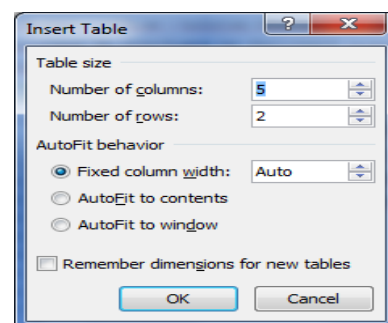 Insert Table
?
Table size
Number of columns: 5
Number of rows: 2
AutoFit behavior
Fixed column width: Auto
AutoFit to contents
AutoFit to window
Remember dimensions for new tables
OK Cancel